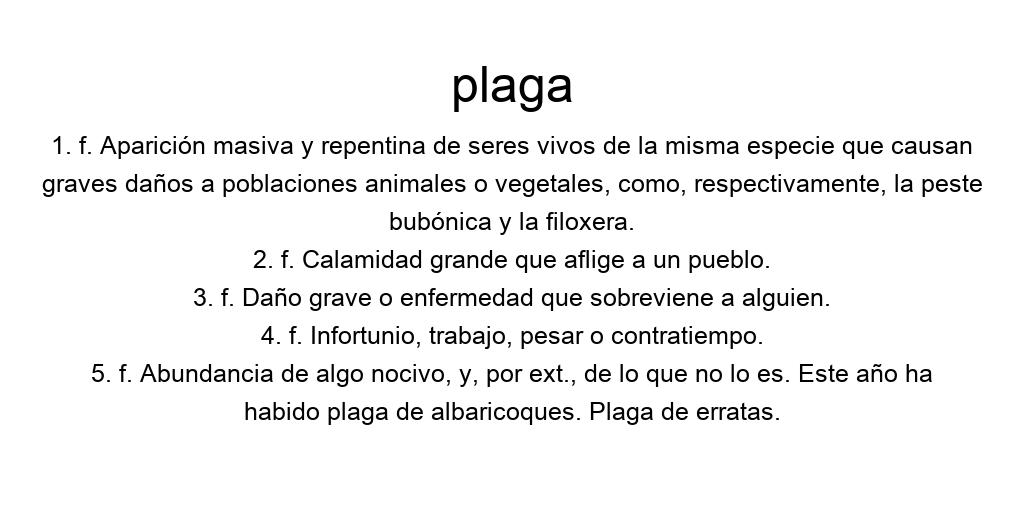 plaga
1. f. Aparición masiva y repentina de seres vivos de la misma especie que causan
graves daños a poblaciones animales o vegetales, como, respectivamente, la peste
bubónica y la filoxera.
2. f. Calamidad grande que aflige a un pueblo.
3. f. Daño grave o enfermedad que sobreviene a alguien.
4. f. Infortunio, trabajo, pesar o contratiempo.
5. f. Abundancia de algo nocivo, y, por ext., de lo que no lo es. Este año ha
habido plaga de albaricoques. Plaga de erratas.